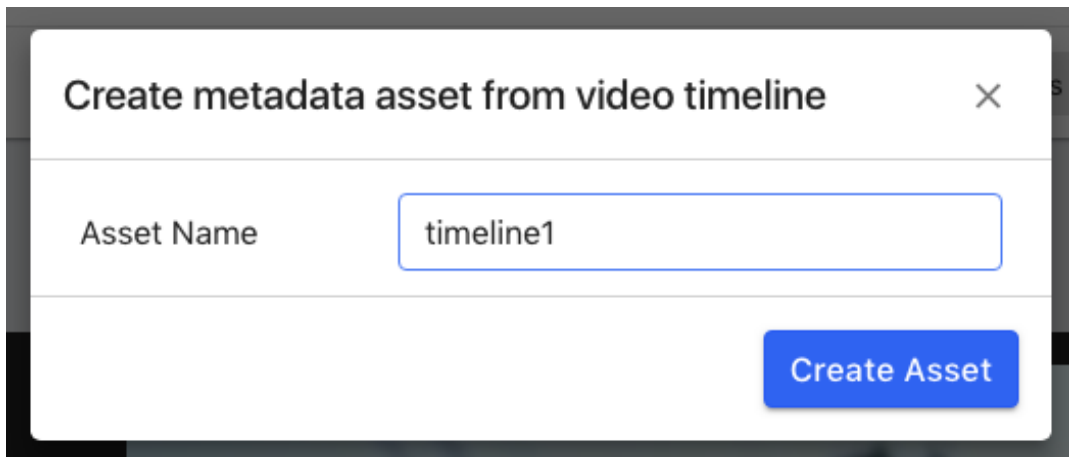 Create metadata asset from video timeline
Asset Name
timeline1
Create Asset